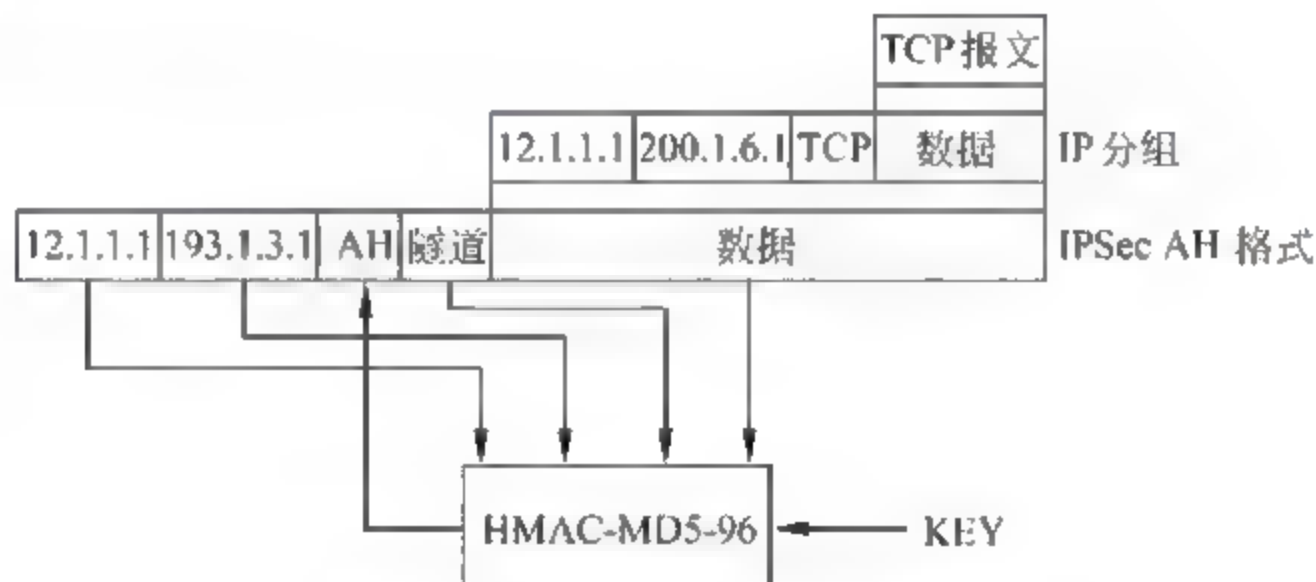 TCP报文
12.1.1.1 200.1.6.1 TCP 数据 IP 分组
12.1.1.1 193.1.3.1 AH 隧道 数据 IPSec AH 格式
HMAC-MD5-96 KEY